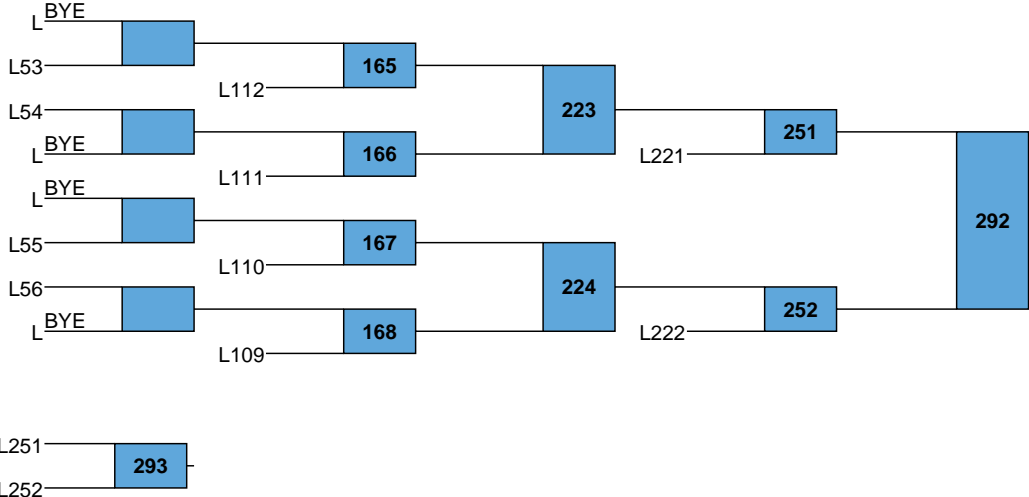 L BYE
L53
165
L112
223
L54
251
166
L BYE
L221
L111
L BYE
292
L55
167
L110
224
L56
252
168
L BYE
L222
L109
L251
293
L252